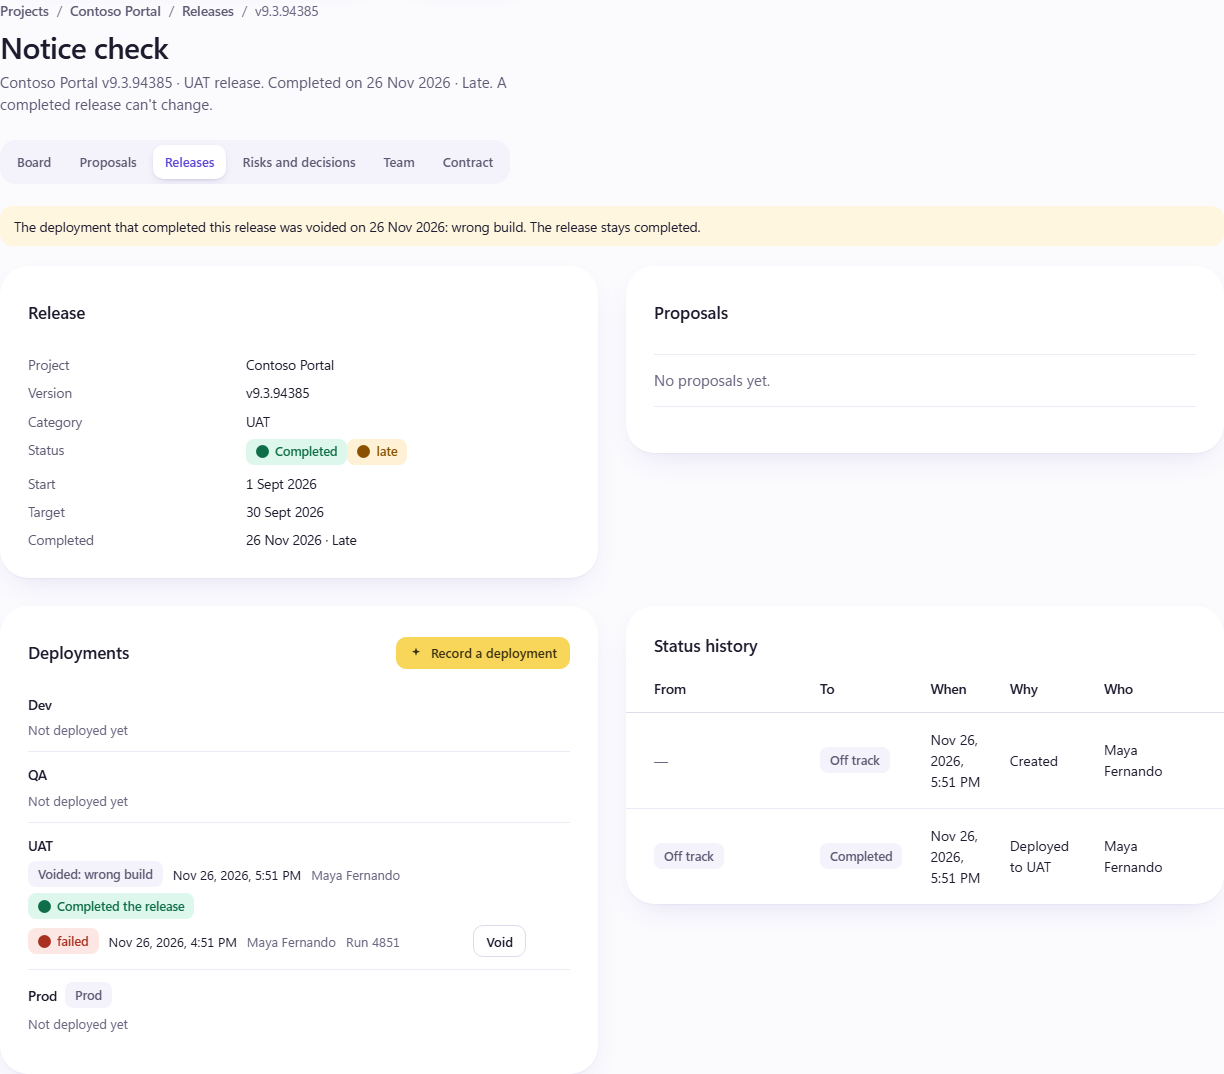 Projects / Contoso Portal / Releases / v9.3.94385
Notice check
Contoso Portal v9.3.94385 · UAT release. Completed on 26 Nov 2026 · Late. A
completed release can't change.
Board Proposals Releases Risks and decisions Team Contract
The deployment that completed this release was voided on 26 Nov 2026: wrong build. The release stays completed.
Release
Project Contoso Portal
Version v9.3.94385
Category UAT
Status Completed late
Start 1 Sept 2026
Target 30 Sept 2026
Completed 26 Nov 2026 · Late
Proposals
No proposals yet.
Deployments Record a deployment
Dev
Not deployed yet
QA
Not deployed yet
UAT
Voided: wrong build Nov 26, 2026, 5:51 PM Maya Fernando
Completed the release
failed Nov 26, 2026, 4:51 PM Maya Fernando Run 4851 Void
Prod Prod
Not deployed yet
Status history
From To When Why Who
— Off track Nov 26, 2026, 5:51 PM Created Maya Fernando
Off track Completed Nov 26, 2026, 5:51 PM Deployed to UAT Maya Fernando